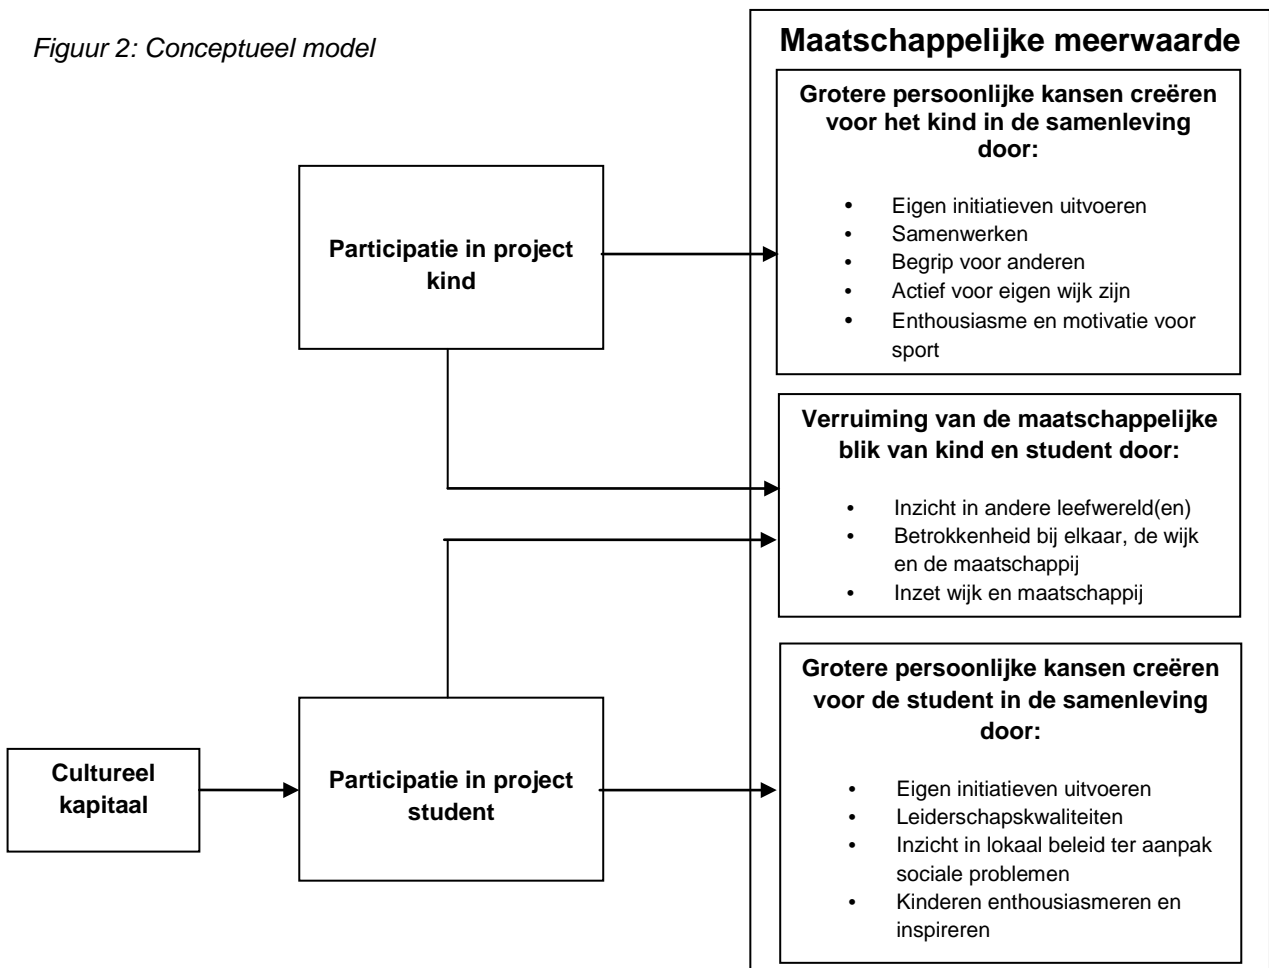 Figuur 2: Conceptueel model
Maatschappelijke meerwaarde
Grotere persoonlijke kansen creëren
voor het kind in de samenleving
door:
• Eigen initiatieven uitvoeren
• Samenwerken
• Begrip voor anderen
• Actief voor eigen wijk zijn
• Enthousiasme en motivatie voor
sport
Participatie in project
kind
Verruiming van de maatschappelijke
blik van kind en student door:
• Inzicht in andere leefwereld(en)
• Betrokkenheid bij elkaar, de wijk
en de maatschappij
• Inzet wijk en maatschappij
Grotere persoonlijke kansen creëren
voor de student in de samenleving
door:
• Eigen initiatieven uitvoeren
• Leiderschapskwaliteiten
• Inzicht in lokaal beleid ter aanpak
sociale problemen
• Kinderen enthousiasmeren en
inspireren
Cultureel
kapitaal
Participatie in project
student